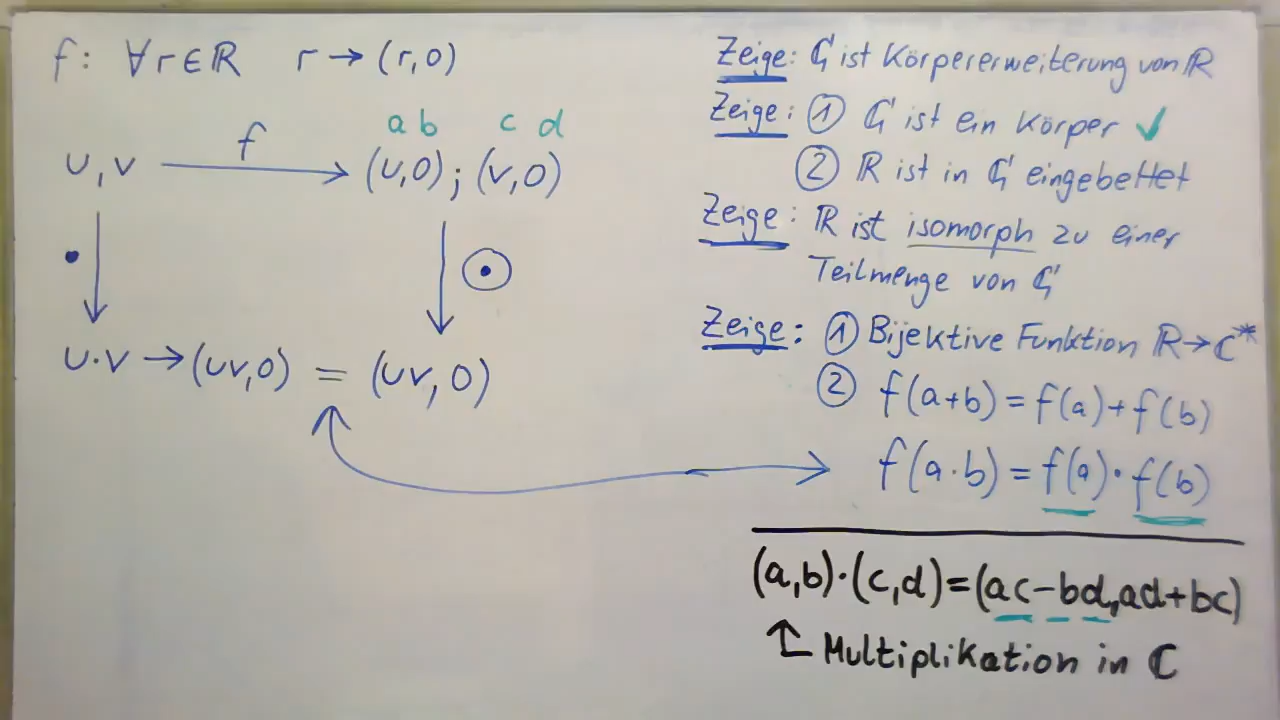 f: ∀r∈ℝ r→(r,0)
a b c d
f
u,v → (u,0);(v,0)
• ⊙
u·v→(uv,0) = (uv,0)
Zeige: ℂ ist Körpererweiterung von ℝ
Zeige: ① ℂ ist ein Körper ✓
② ℝ ist in ℂ eingebettet
Zeige: ℝ ist isomorph zu einer
Teilmenge von ℂ
Zeige: ① Bijektive Funktion ℝ→ℂ*
② f(a+b)=f(a)+f(b)
f(a·b)=f(a)·f(b)
(a,b)·(c,d)=(ac-bd,ad+bc)
Multiplikation in ℂ